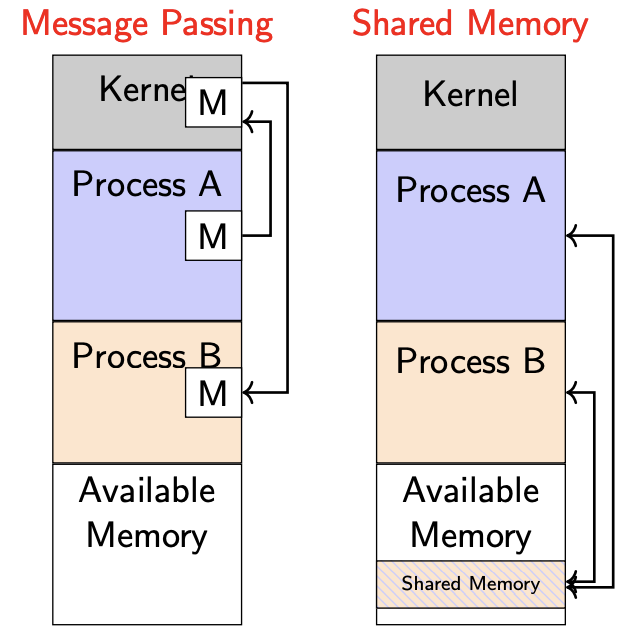 Message Passing
Kernel
M
Process A
M
Process B
M
Available
Memory
Shared Memory
Kernel
Process A
Process B
Available
Memory
Shared Memory